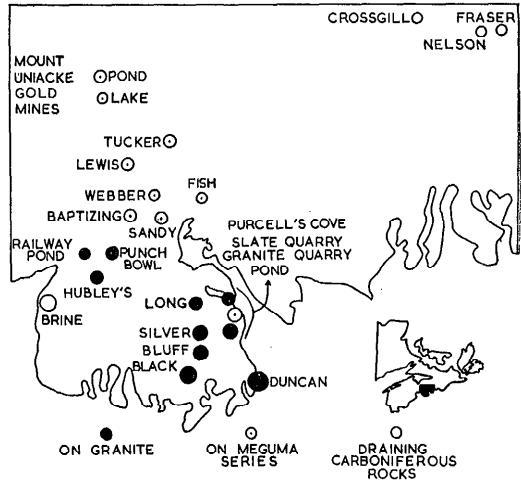 CROSSGILL
FRASER
NELSON
MOUNT
UNIACKE
GOLD
MINES
POND
LAKE
TUCKER
LEWIS
WEBBER
FISH
BAPTIZING
SANDY
PURCELL'S COVE
SLATE QUARRY
GRANITE QUARRY
POND
RAILWAY
POND
PUNCH
BOWL
HUBLEY'S
LONG
BRINE
SILVER
BLUFF
BLACK
DUNCAN
ON GRANITE
ON MEGUMA
SERIES
DRAINING
CARBONIFEROUS
ROCKS